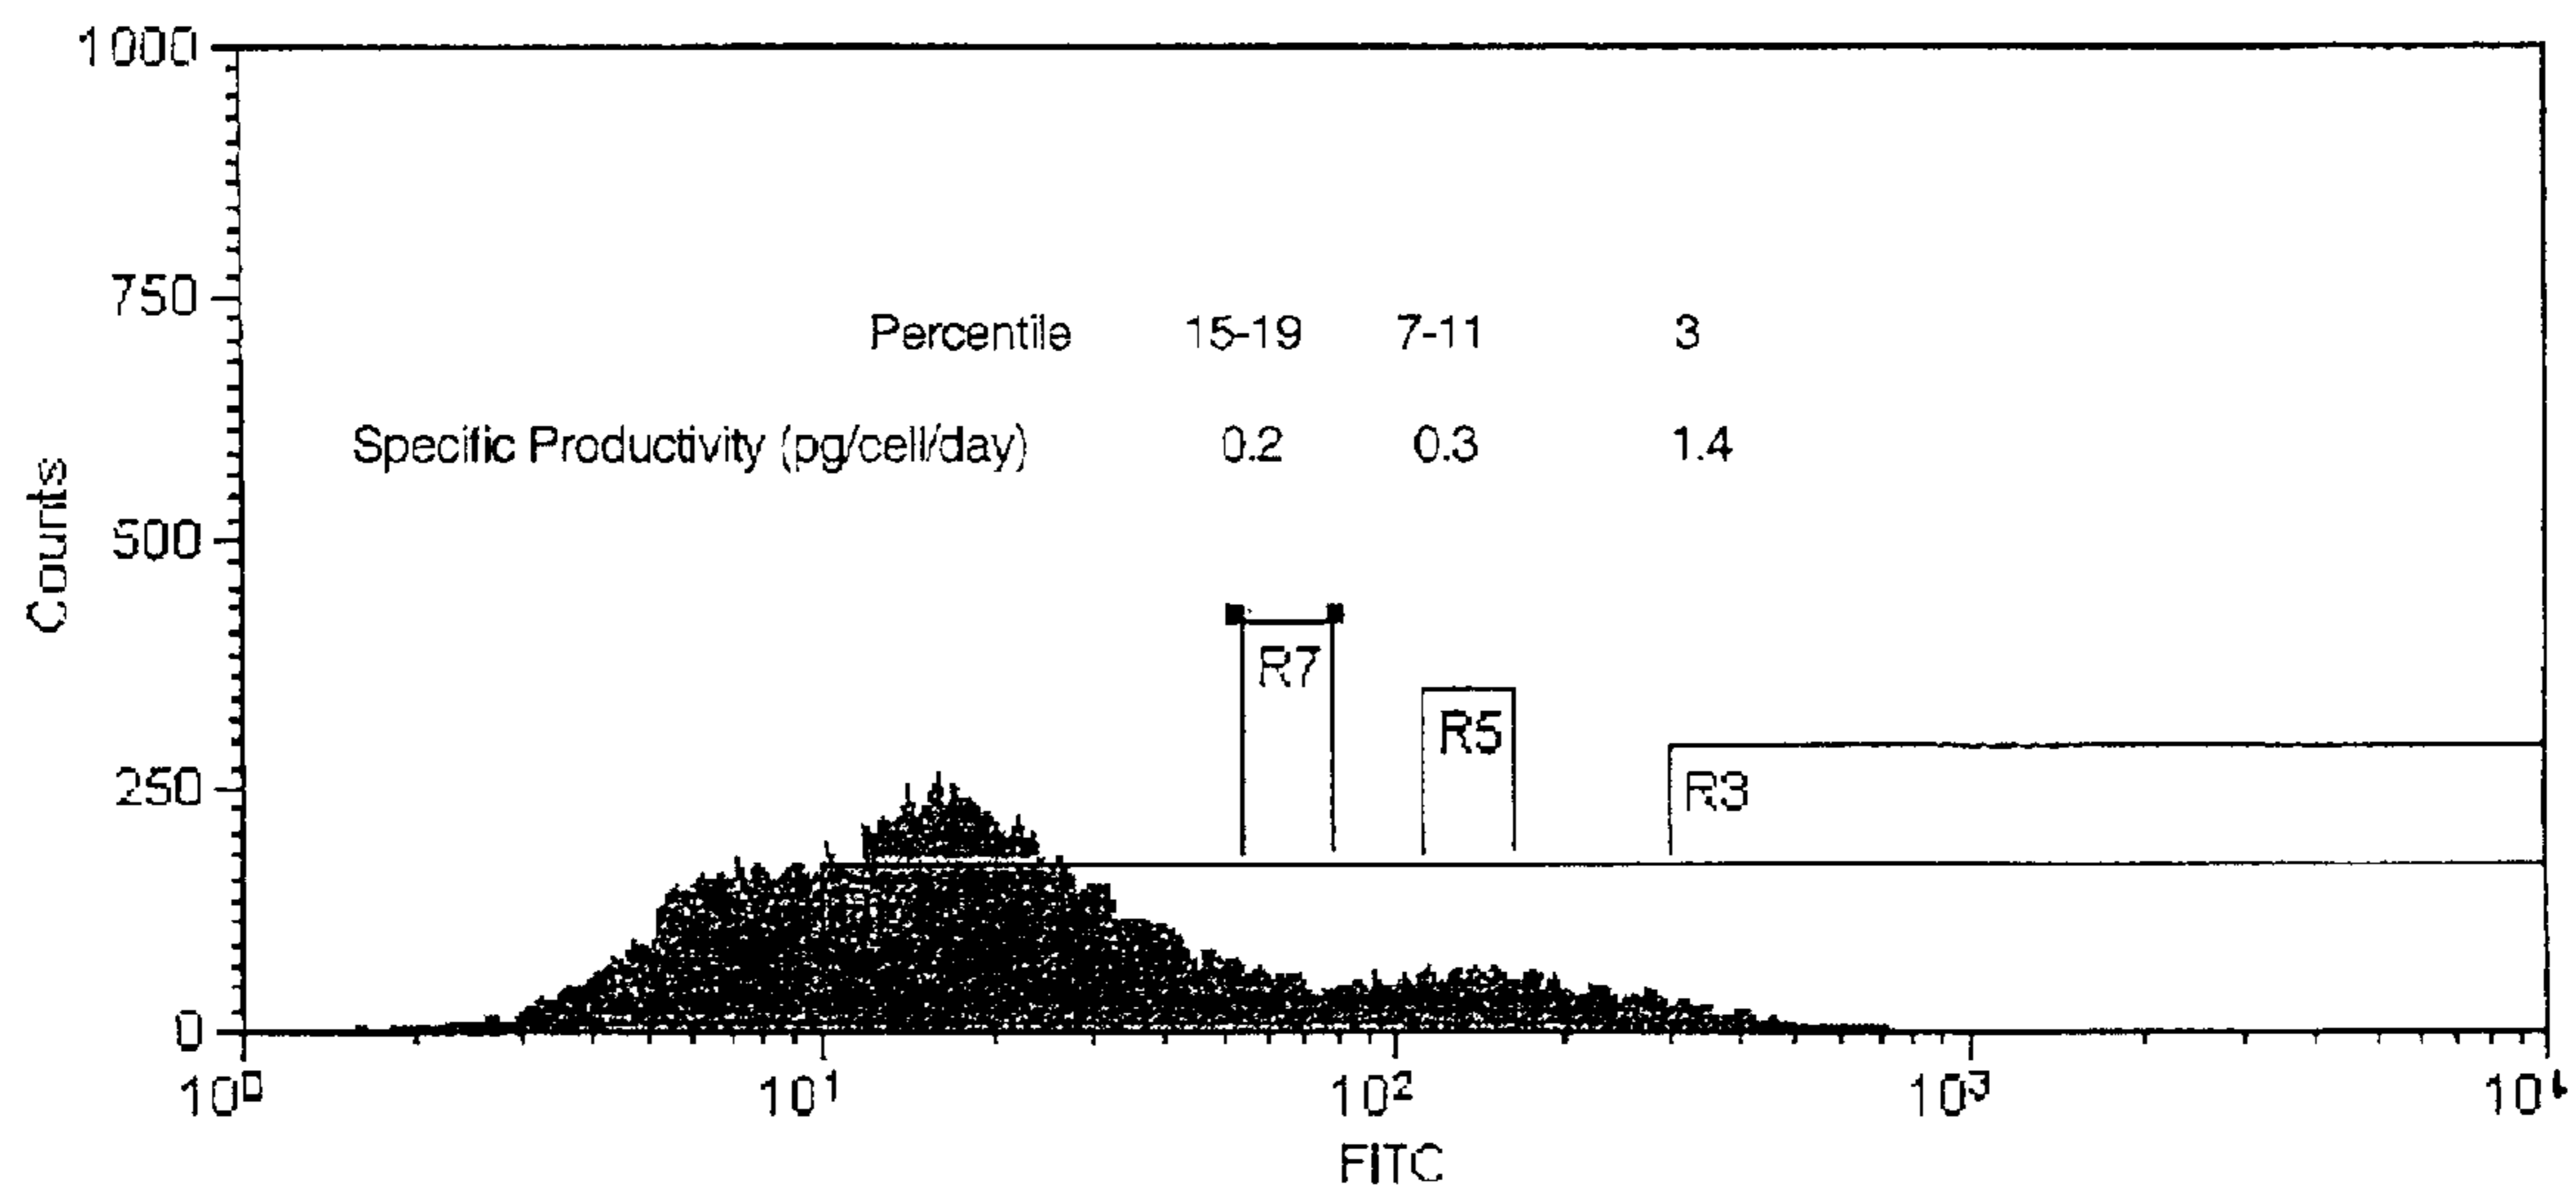 1000
750
500
250
0
Counts
Percentile 15-19 7-11 3
Specific Productivity (pg/cell/day) 0.2 0.3 1.4
R7
R5
R3
10⁰ 10¹ 10² 10³ 10⁴
FITC